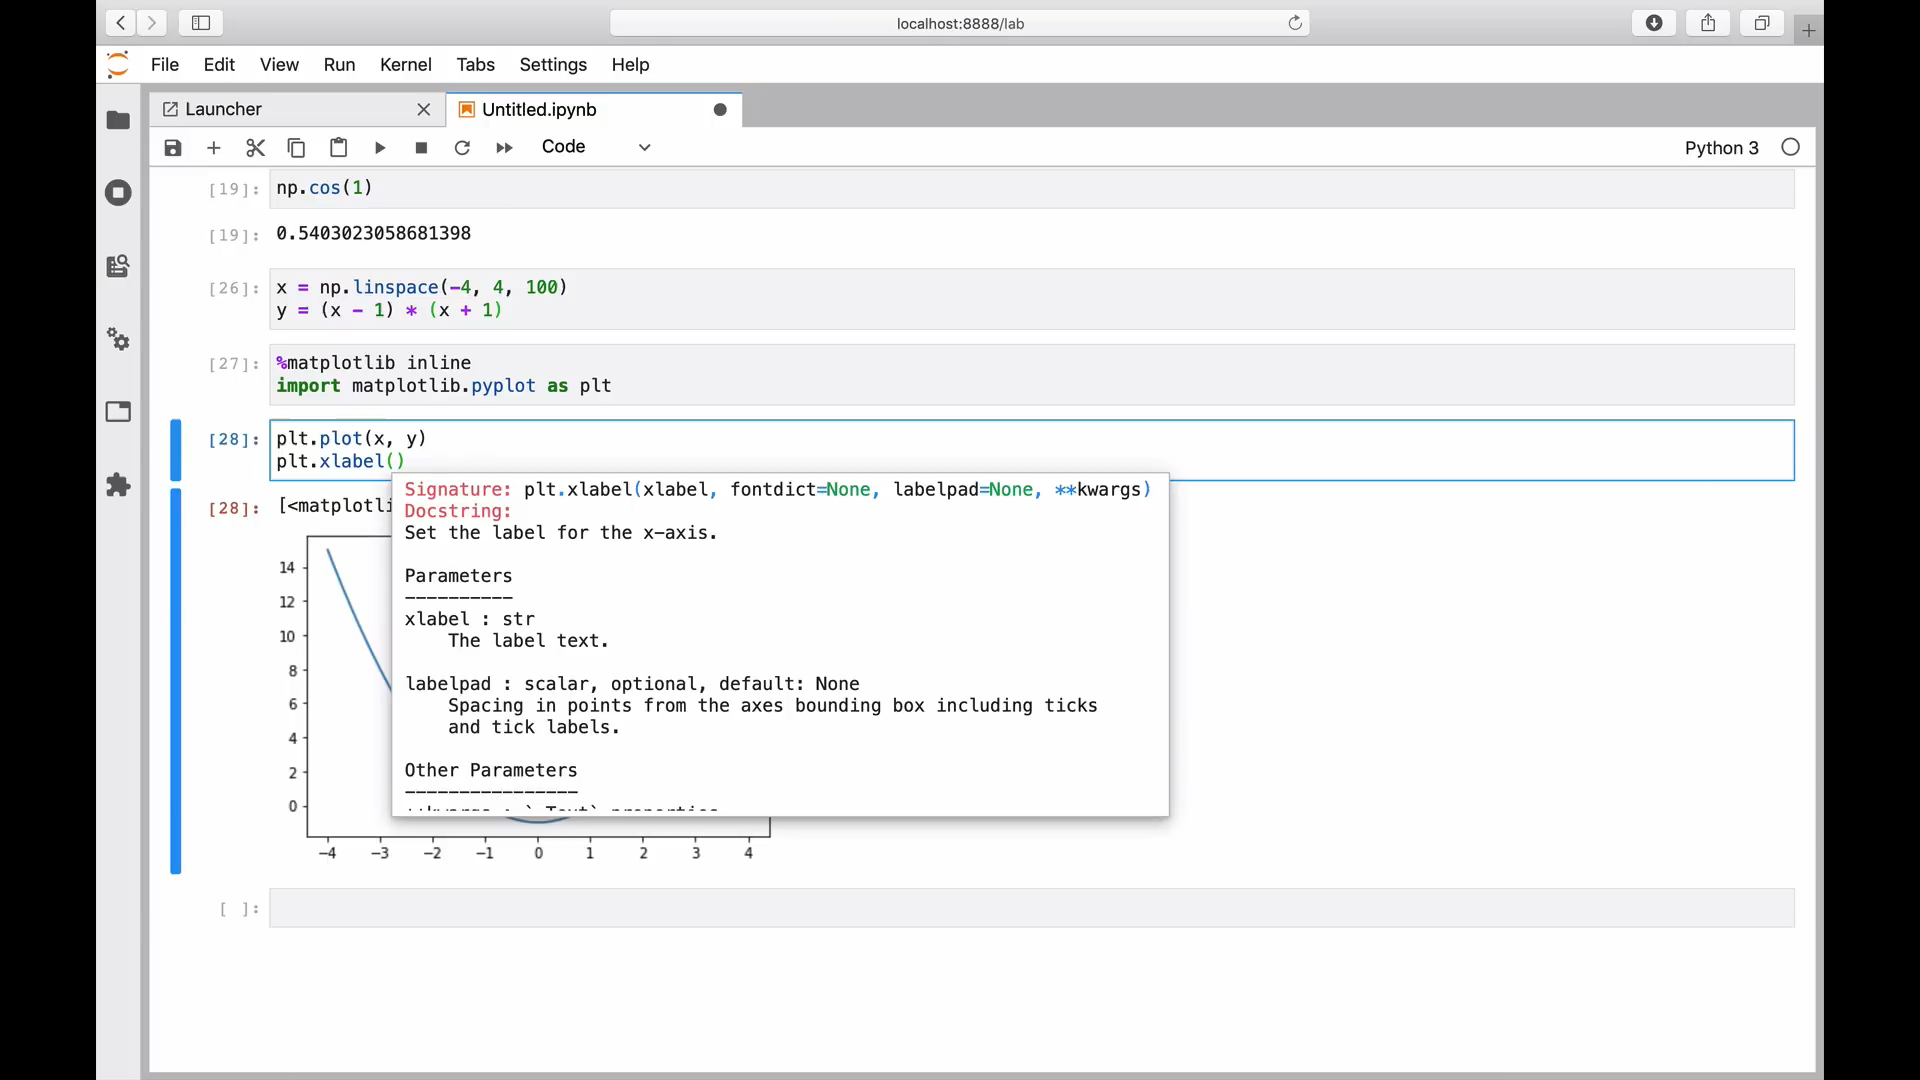 localhost:8888/lab
File Edit View Run Kernel Tabs Settings Help
Launcher Untitled.ipynb
Code Python 3
[19]: np.cos(1)
[19]: 0.5403023058681398
[26]: x = np.linspace(-4, 4, 100)
y = (x - 1) * (x + 1)
[27]: %matplotlib inline
import matplotlib.pyplot as plt
[28]: plt.plot(x, y)
plt.xlabel()
Signature: plt.xlabel(xlabel, fontdict=None, labelpad=None, **kwargs)
[28]: [<matplotli
Docstring:
Set the label for the x-axis.
Parameters
----------
xlabel : str
The label text.
labelpad : scalar, optional, default: None
Spacing in points from the axes bounding box including ticks
and tick labels.
Other Parameters
----------------
14
12
10
8
6
4
2
0
-4 -3 -2 -1 0 1 2 3 4
[ ]: